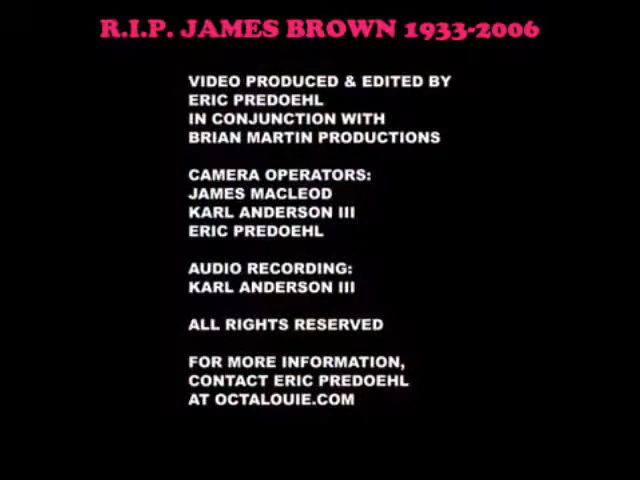 R.I.P. JAMES BROWN 1933-2006
VIDEO PRODUCED & EDITED BY
ERIC PREDOEHL
IN CONJUNCTION WITH
BRIAN MARTIN PRODUCTIONS
CAMERA OPERATORS:
JAMES MACLEOD
KARL ANDERSON III
ERIC PREDOEHL
AUDIO RECORDING:
KARL ANDERSON III
ALL RIGHTS RESERVED
FOR MORE INFORMATION,
CONTACT ERIC PREDOEHL
AT OCTALOUIE.COM